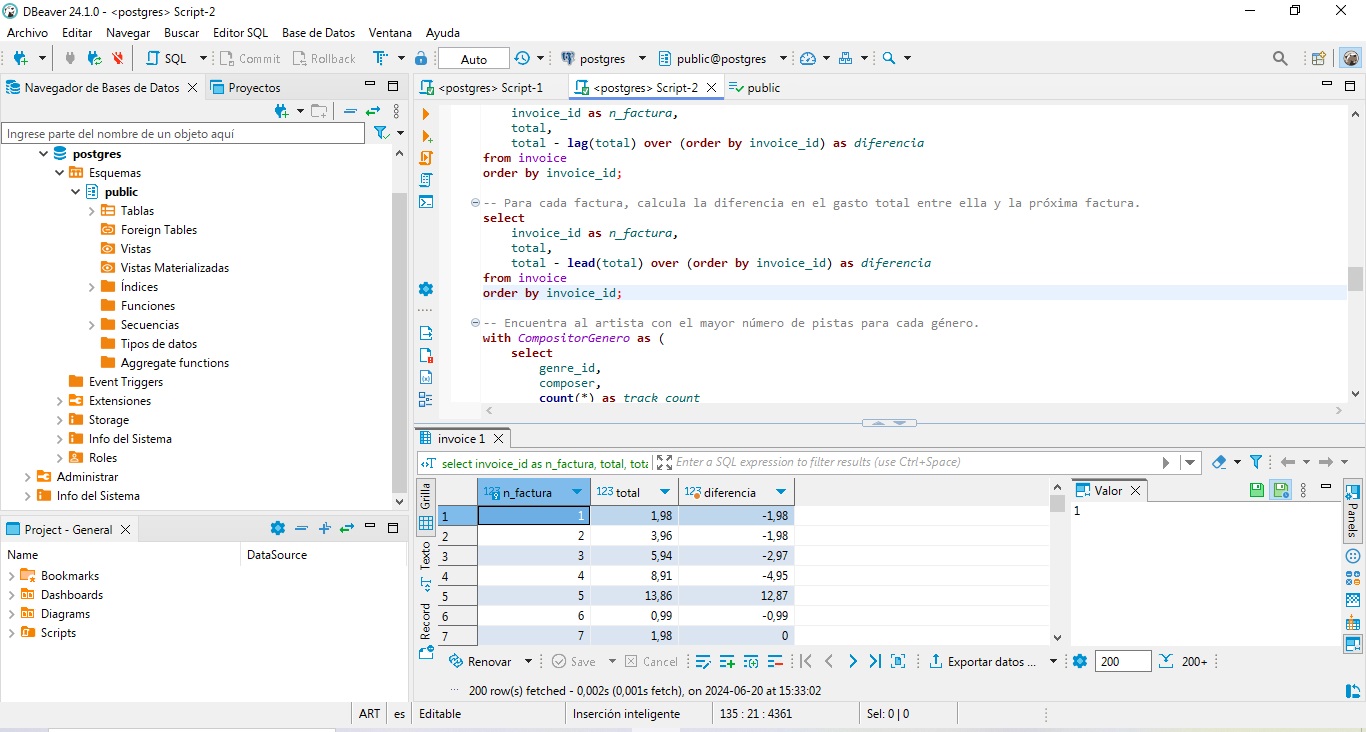 DBeaver 24.1.0 - <postgres> Script-2
Archivo Editar Navegar Buscar Editor SQL Base de Datos Ventana Ayuda
SQL Commit Rollback Auto postgres public@postgres
Navegador de Bases de Datos Proyectos
Ingrese parte del nombre de un objeto aquí
postgres
Esquemas
public
Tablas
Foreign Tables
Vistas
Vistas Materializadas
Índices
Funciones
Secuencias
Tipos de datos
Aggregate functions
Event Triggers
Extensiones
Storage
Info del Sistema
Roles
Administrar
Info del Sistema
Project - General
Name DataSource
Bookmarks
Dashboards
Diagrams
Scripts
<postgres> Script-1 <postgres> Script-2 public
invoice_id as n_factura,
total,
total - lag(total) over (order by invoice_id) as diferencia
from invoice
order by invoice_id;
-- Para cada factura, calcula la diferencia en el gasto total entre ella y la próxima factura.
select
invoice_id as n_factura,
total,
total - lead(total) over (order by invoice_id) as diferencia
from invoice
order by invoice_id;
-- Encuentra al artista con el mayor número de pistas para cada género.
with CompositorGenero as (
select
genre_id,
composer,
count(*) as track_count
invoice 1
select invoice_id as n_factura, total, tota Enter a SQL expression to filter results (use Ctrl+Space)
Grilla
Texto
Record
123 n_factura 123 total 123 diferencia
1 1 1,98 -1,98
2 2 3,96 -1,98
3 3 5,94 -2,97
4 4 8,91 -4,95
5 5 13,86 12,87
6 6 0,99 -0,99
7 7 1,98 0
Valor
1
Panels
Renovar Save Cancel Exportar datos ... 200 200+
200 row(s) fetched - 0,002s (0,001s fetch), on 2024-06-20 at 15:33:02
ART es Editable Inserción inteligente 135 : 21 : 4361 Sel: 0 | 0